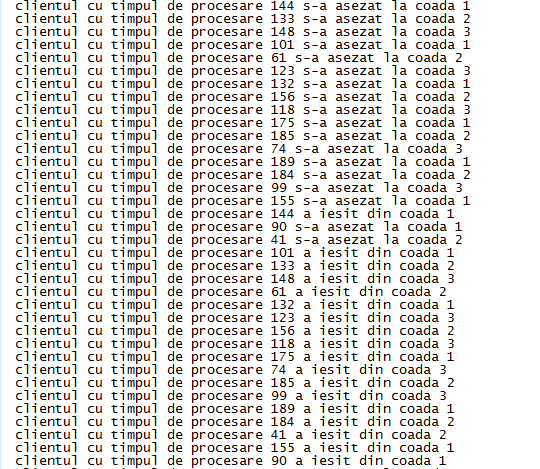 clientul cu timpul de procesare 144 s-a asezat la coada 1
clientul cu timpul de procesare 133 s-a asezat la coada 2
clientul cu timpul de procesare 148 s-a asezat la coada 3
clientul cu timpul de procesare 101 s-a asezat la coada 1
clientul cu timpul de procesare 61 s-a asezat la coada 2
clientul cu timpul de procesare 123 s-a asezat la coada 3
clientul cu timpul de procesare 132 s-a asezat la coada 1
clientul cu timpul de procesare 156 s-a asezat la coada 2
clientul cu timpul de procesare 118 s-a asezat la coada 3
clientul cu timpul de procesare 175 s-a asezat la coada 1
clientul cu timpul de procesare 185 s-a asezat la coada 2
clientul cu timpul de procesare 74 s-a asezat la coada 3
clientul cu timpul de procesare 189 s-a asezat la coada 1
clientul cu timpul de procesare 184 s-a asezat la coada 2
clientul cu timpul de procesare 99 s-a asezat la coada 3
clientul cu timpul de procesare 155 s-a asezat la coada 1
clientul cu timpul de procesare 144 a iesit din coada 1
clientul cu timpul de procesare 90 s-a asezat la coada 1
clientul cu timpul de procesare 41 s-a asezat la coada 2
clientul cu timpul de procesare 101 a iesit din coada 1
clientul cu timpul de procesare 133 a iesit din coada 2
clientul cu timpul de procesare 148 a iesit din coada 3
clientul cu timpul de procesare 61 a iesit din coada 2
clientul cu timpul de procesare 132 a iesit din coada 1
clientul cu timpul de procesare 123 a iesit din coada 3
clientul cu timpul de procesare 156 a iesit din coada 2
clientul cu timpul de procesare 118 a iesit din coada 3
clientul cu timpul de procesare 175 a iesit din coada 1
clientul cu timpul de procesare 74 a iesit din coada 3
clientul cu timpul de procesare 185 a iesit din coada 2
clientul cu timpul de procesare 99 a iesit din coada 3
clientul cu timpul de procesare 189 a iesit din coada 1
clientul cu timpul de procesare 184 a iesit din coada 2
clientul cu timpul de procesare 41 a iesit din coada 2
clientul cu timpul de procesare 155 a iesit din coada 1
clientul cu timpul de procesare 90 a iesit din coada 1